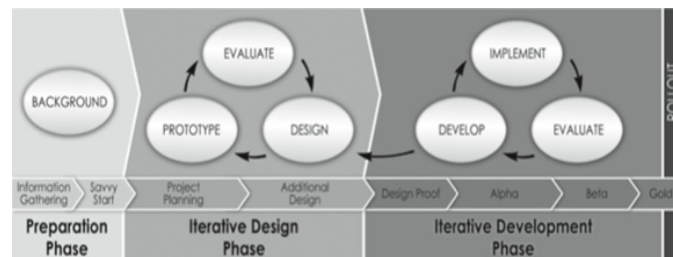 EVALUATE
IMPLEMENT
BACKGROUND
PROTOTYPE
DESIGN
DEVELOP
EVALUATE
ROLLOUT
Information
Gathering
Savvy
Start
Project
Planning
Additional
Design
Design Proof
Alpha
Beta
Gold
Preparation
Phase
Iterative Design
Phase
Iterative Development
Phase